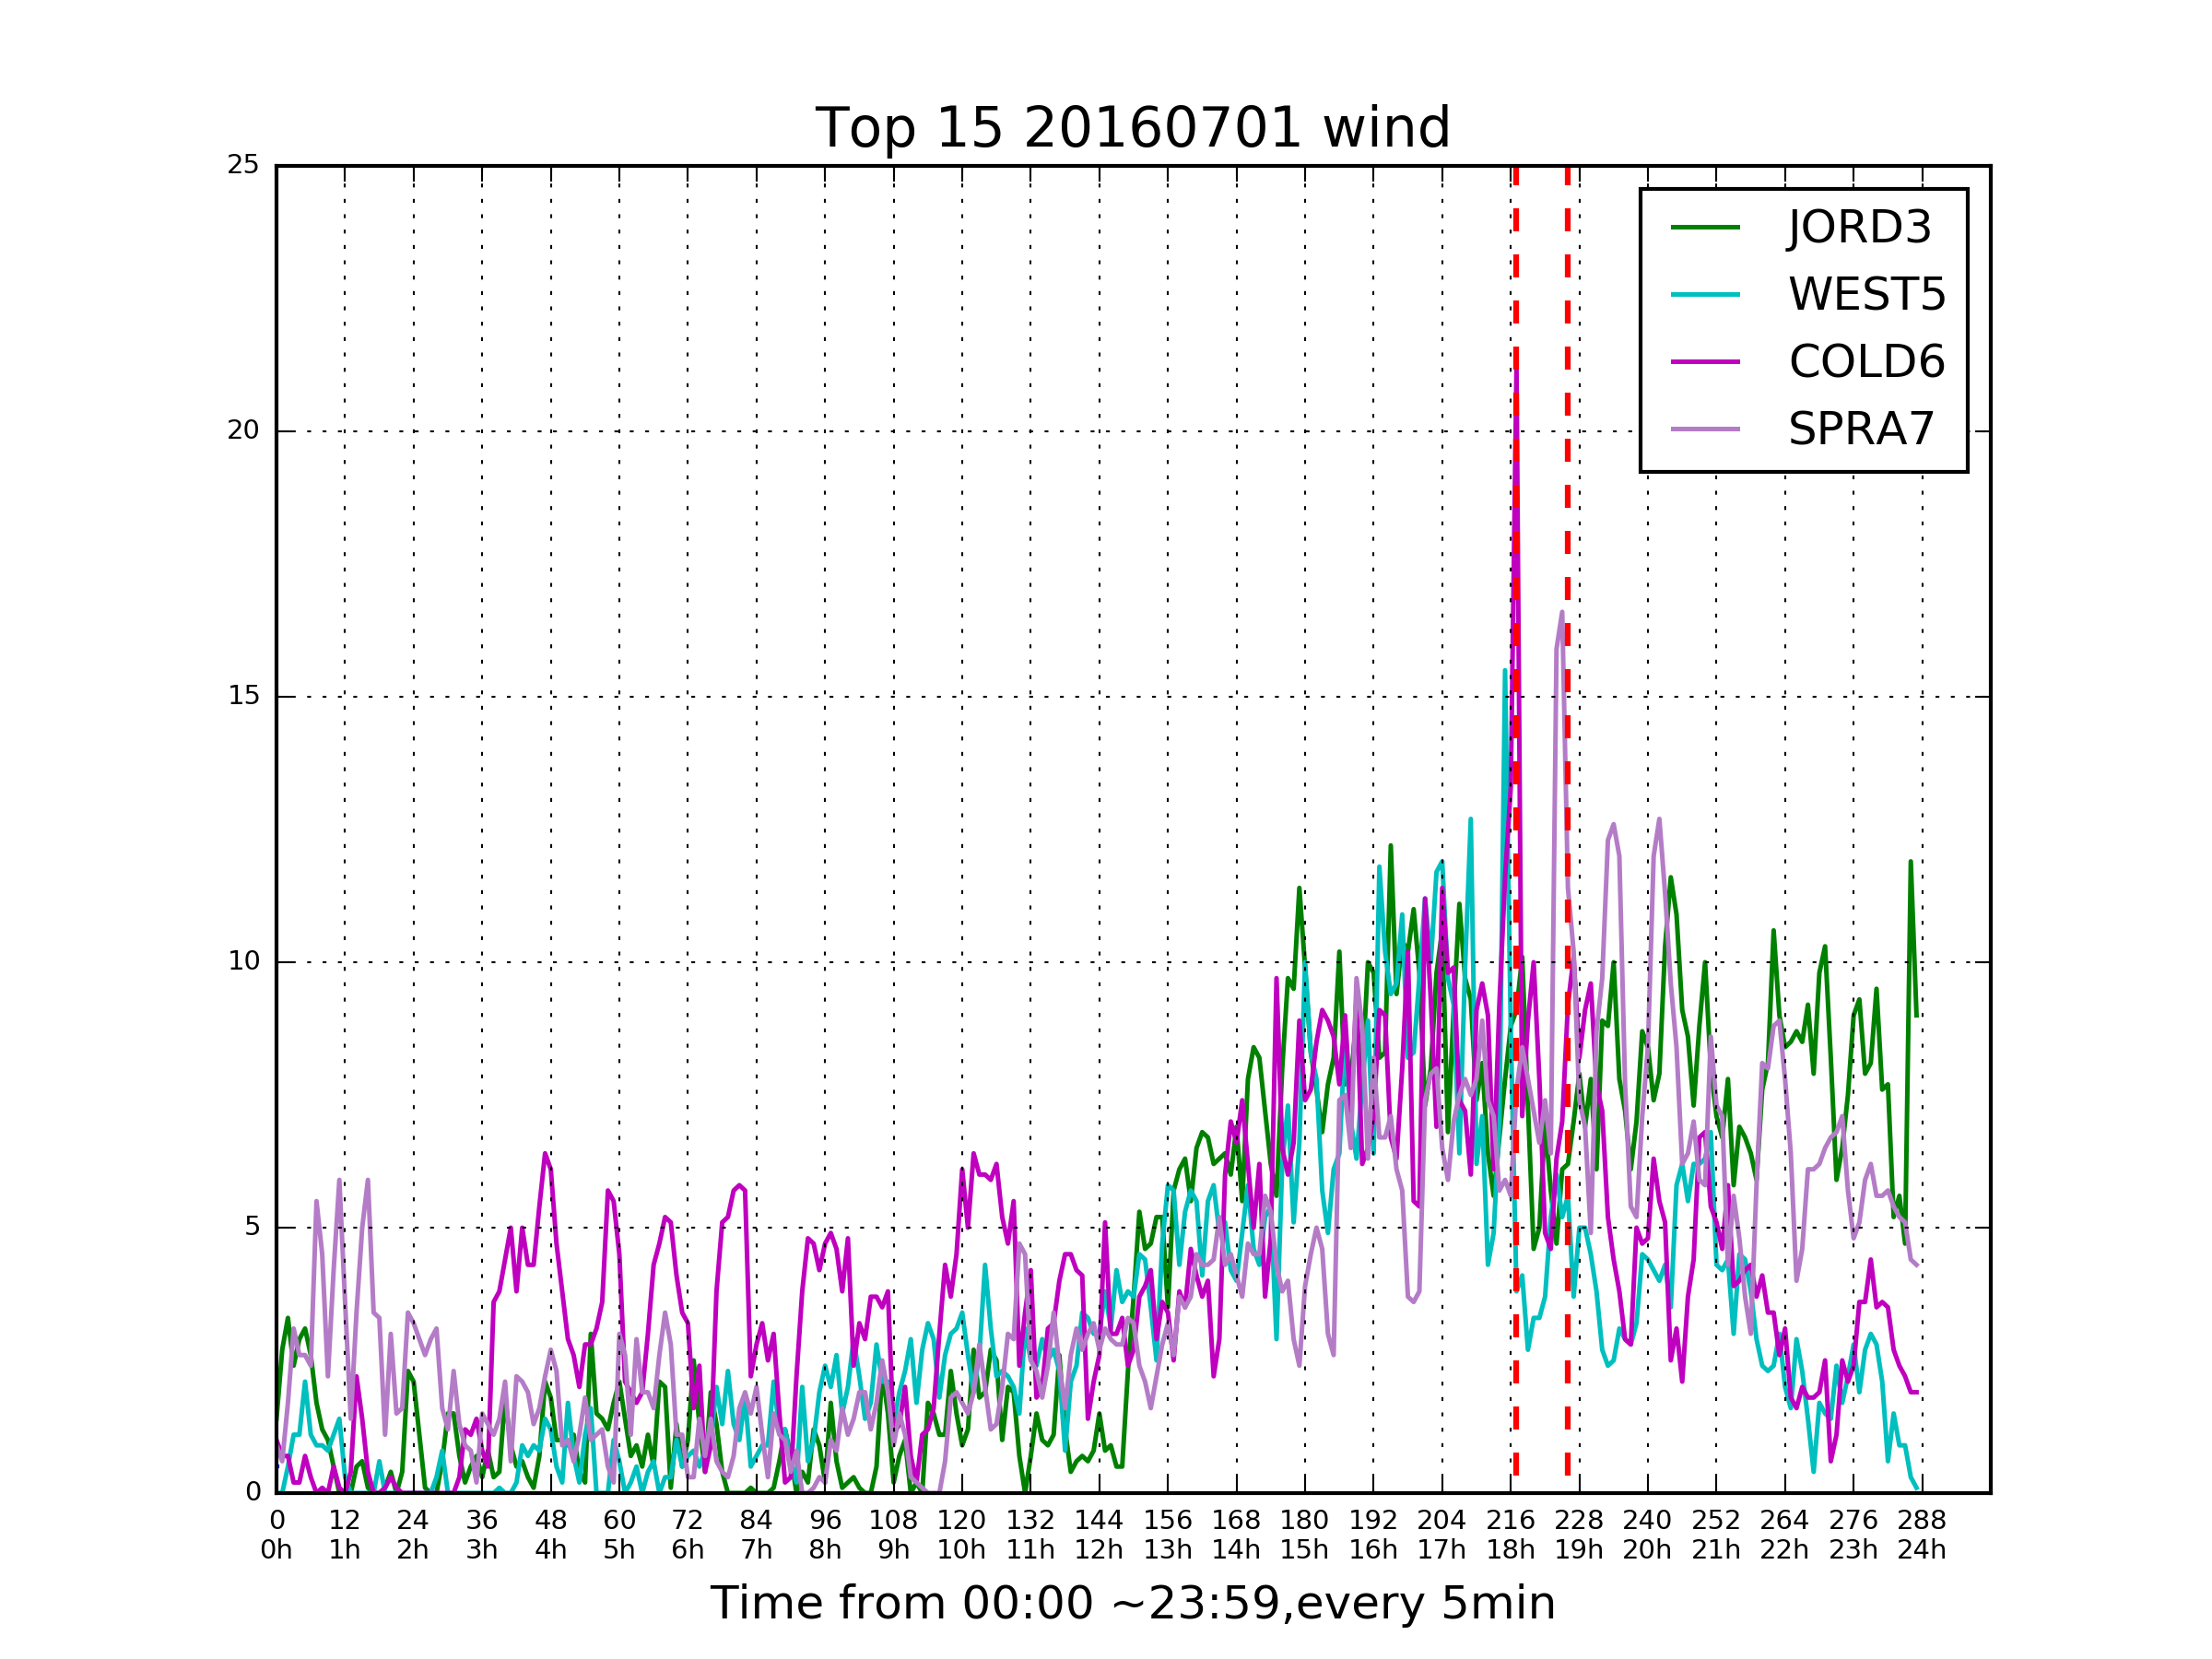 Top 15 20160701 wind
25
20
15
10
5
0
JORD3
WEST5
COLD6
SPRA7
0 12 24 36 48 60 72 84 96 108 120 132 144 156 168 180 192 204 216 228 240 252 264 276 288
0h 1h 2h 3h 4h 5h 6h 7h 8h 9h 10h 11h 12h 13h 14h 15h 16h 17h 18h 19h 20h 21h 22h 23h 24h
Time from 00:00 ~23:59,every 5min